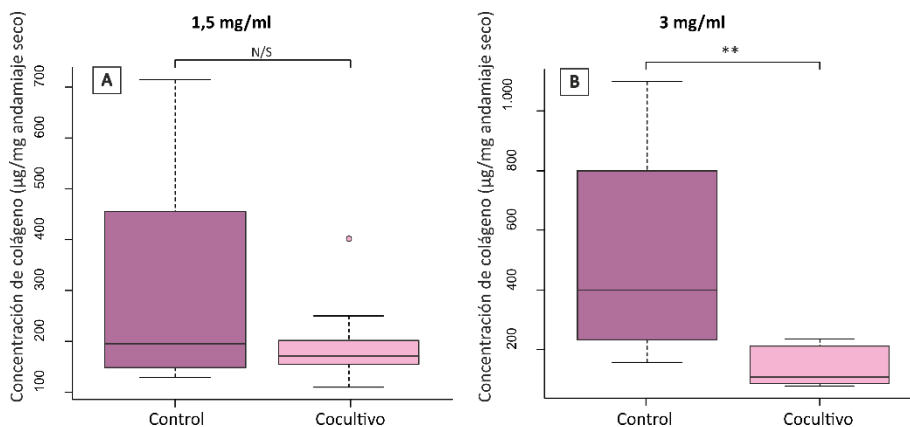 1,5 mg/ml
N/S
A
Concentración de colágeno (µg/mg andamiaje seco)
700
600
500
400
300
200
100
Control
Cocultivo
3 mg/ml
**
B
Concentración de colágeno (µg/mg andamiaje seco)
1.000
800
600
400
200
Control
Cocultivo